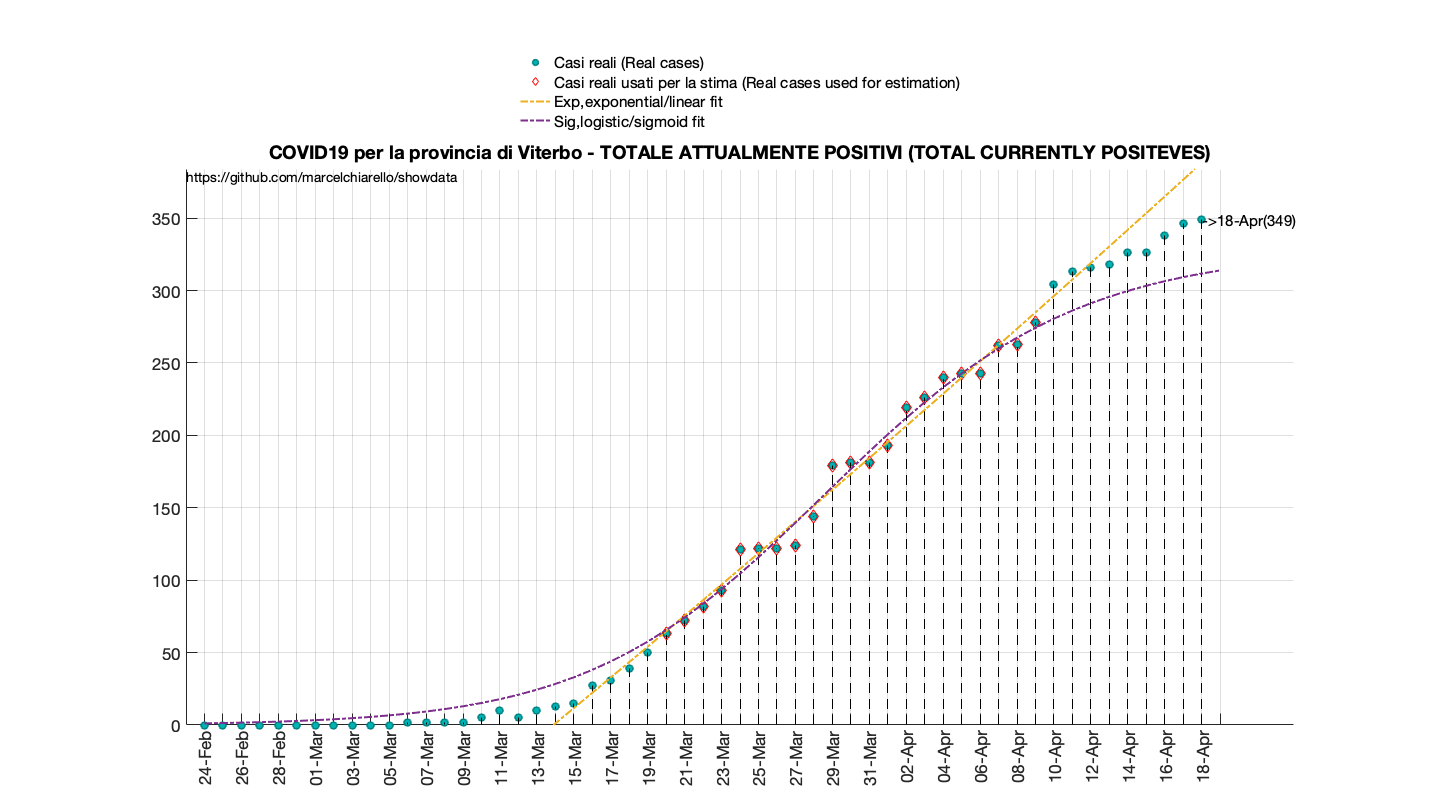 Casi reali (Real cases)
Casi reali usati per la stima (Real cases used for estimation)
Exp,exponential/linear fit
Sig,logistic/sigmoid fit
COVID19 per la provincia di Viterbo - TOTALE ATTUALMENTE POSITIVI (TOTAL CURRENTLY POSITEVES)
https://github.com/marcelchiarello/showdata
350
300
250
200
150
100
50
0
->18-Apr(349)
24-Feb
26-Feb
28-Feb
01-Mar
03-Mar
05-Mar
07-Mar
09-Mar
11-Mar
13-Mar
15-Mar
17-Mar
19-Mar
21-Mar
23-Mar
25-Mar
27-Mar
29-Mar
31-Mar
02-Apr
04-Apr
06-Apr
08-Apr
10-Apr
12-Apr
14-Apr
16-Apr
18-Apr